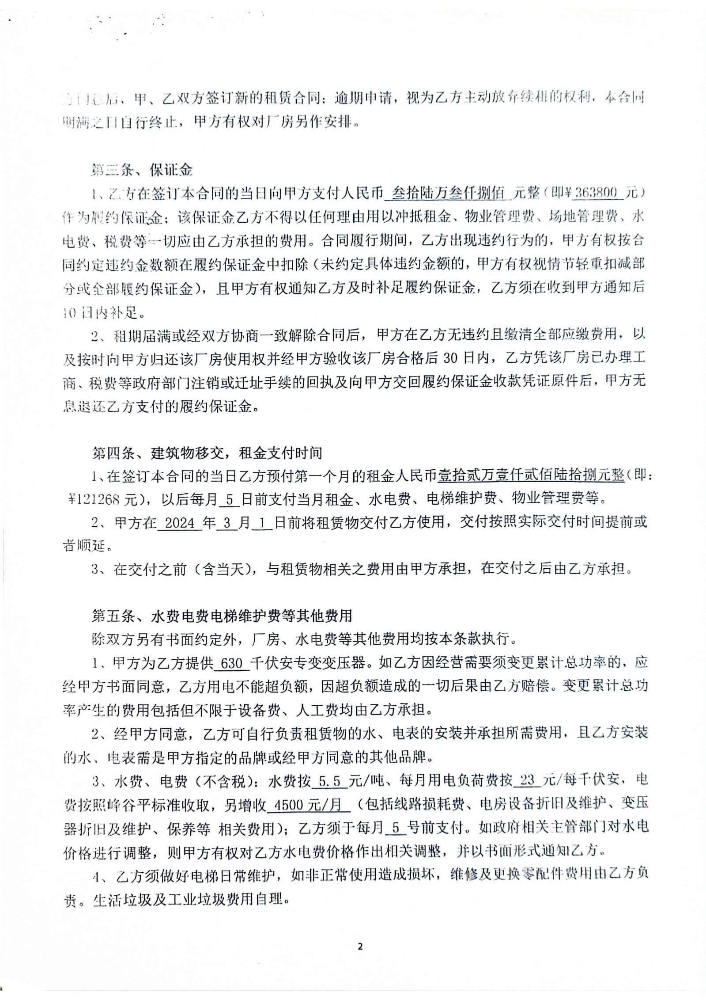 方同意后，甲、乙双方签订新的租赁合同；逾期申请，视为乙方主动放弃续租的权利，本合同
期满之日自行终止，甲方有权对厂房另作安排。
第三条、保证金
1、乙方在签订本合同的当日向甲方支付人民币 叁拾陆万叁仟捌佰 元整（即¥ 363800 元）
作为履约保证金；该保证金乙方不得以任何理由用以冲抵租金、物业管理费、场地管理费、水
电费、税费等一切应由乙方承担的费用。合同履行期间，乙方出现违约行为的，甲方有权按合
同约定违约金数额在履约保证金中扣除（未约定具体违约金额的，甲方有权视情节轻重扣减部
分或全部履约保证金），且甲方有权通知乙方及时补足履约保证金，乙方须在收到甲方通知后
10 日内补足。
2、租期届满或经双方协商一致解除合同后，甲方在乙方无违约且缴清全部应缴费用，以
及按时向甲方归还该厂房使用权并经甲方验收该厂房合格后 30 日内，乙方凭该厂房已办理工
商、税费等政府部门注销或迁址手续的回执及向甲方交回履约保证金收款凭证原件后，甲方无
息退还乙方支付的履约保证金。
第四条、建筑物移交，租金支付时间
1、在签订本合同的当日乙方预付第一个月的租金人民币壹拾贰万壹仟贰佰陆拾捌元整（即：
¥121268 元），以后每月 5 日前支付当月租金、水电费、电梯维护费、物业管理费等。
2、甲方在 2024 年 3 月 1 日前将租赁物交付乙方使用，交付按照实际交付时间提前或
者顺延。
3、在交付之前（含当天），与租赁物相关之费用由甲方承担，在交付之后由乙方承担。
第五条、水费电费电梯维护费等其他费用
除双方另有书面约定外，厂房、水电费等其他费用均按本条款执行。
1、甲方为乙方提供 630 千伏安专变变压器。如乙方因经营需要须变更累计总功率的，应
经甲方书面同意，乙方用电不能超负额，因超负额造成的一切后果由乙方赔偿。变更累计总功
率产生的费用包括但不限于设备费、人工费均由乙方承担。
2、经甲方同意，乙方可自行负责租赁物的水、电表的安装并承担所需费用，且乙方安装
的水、电表需是甲方指定的品牌或经甲方同意的其他品牌。
3、水费、电费（不含税）：水费按 5.5 元/吨、每月用电负荷费按 23 元/每千伏安，电
费按照峰谷平标准收取，另增收 4500 元/月 （包括线路损耗费、电房设备折旧及维护、变压
器折旧及维护、保养等 相关费用）；乙方须于每月 5 号前支付。如政府相关主管部门对水电
价格进行调整，则甲方有权对乙方水电费价格作出相关调整，并以书面形式通知乙方。
4、乙方须做好电梯日常维护，如非正常使用造成损坏，维修及更换零配件费用由乙方负
责。生活垃圾及工业垃圾费用自理。
2